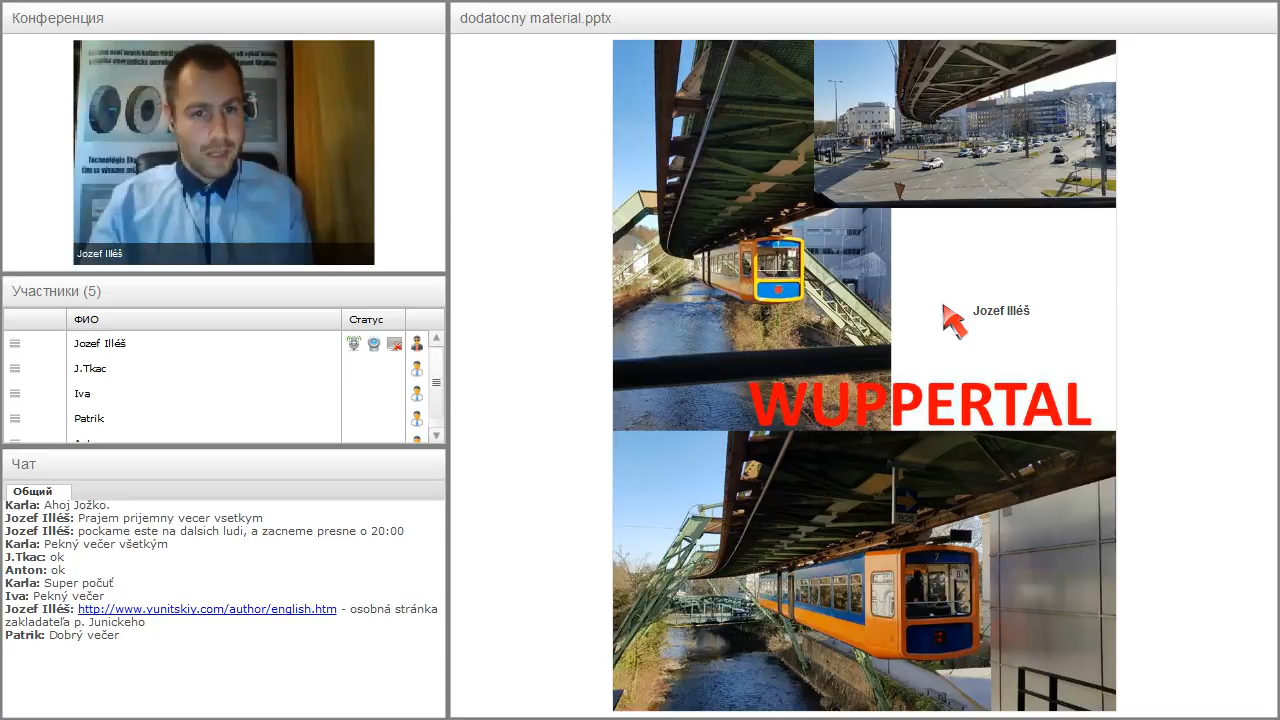 Конференция
Jozef Illéš
Участники (5)
ФИО
Статус
Jozef Illéš
J.Tkac
Iva
Patrik
Чат
Общий
Karla: Ahoj Jožko.
Jozef Illéš: Prajem prijemny vecer vsetkym
Jozef Illéš: pockame este na dalsich ludi, a zacneme presne o 20:00
Karla: Pekný večer všetkým
J.Tkac: ok
Anton: ok
Karla: Super počuť
Iva: Pekný večer
Jozef Illéš: http://www.yunitskiy.com/author/english.htm - osobná stránka
zakladateľa p. Junickeho
Patrik: Dobrý večer
dodatocny material.pptx
Jozef Illéš
WUPPERTAL
7